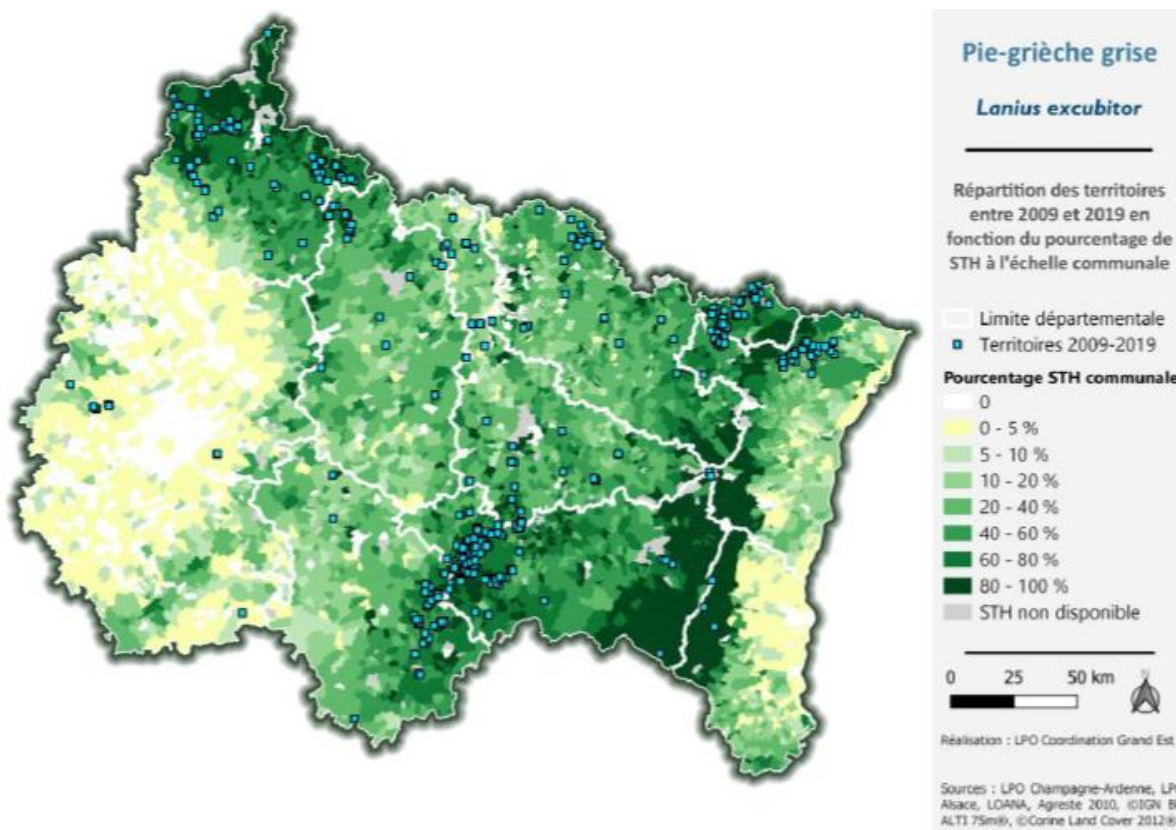 Pie-grièche grise
Lanius excubitor
Répartition des territoires
entre 2009 et 2019 en
fonction du pourcentage de
STH à l'échelle communale
Limite départementale
Territoires 2009-2019
Pourcentage STH communale
0
0 - 5 %
5 - 10 %
10 - 20 %
20 - 40 %
40 - 60 %
60 - 80 %
80 - 100 %
STH non disponible
0 25 50 km
N
Réalisation : LPO Coordination Grand Est
Sources : LPO Champagne-Ardenne, LPO
Alsace, LOANA, Agreste 2010, ©IGN B
ALTI 75m®, ©Corine Land Cover 2012®